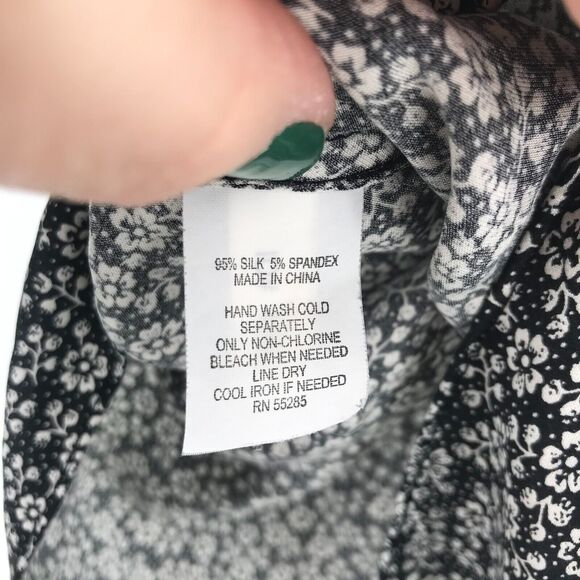 95% SILK 5% SPANDEX
MADE IN CHINA
HAND WASH COLD
SEPARATELY
ONLY NON-CHLORINE
BLEACH WHEN NEEDED
LINE DRY
COOL IRON IF NEEDED
RN 55285